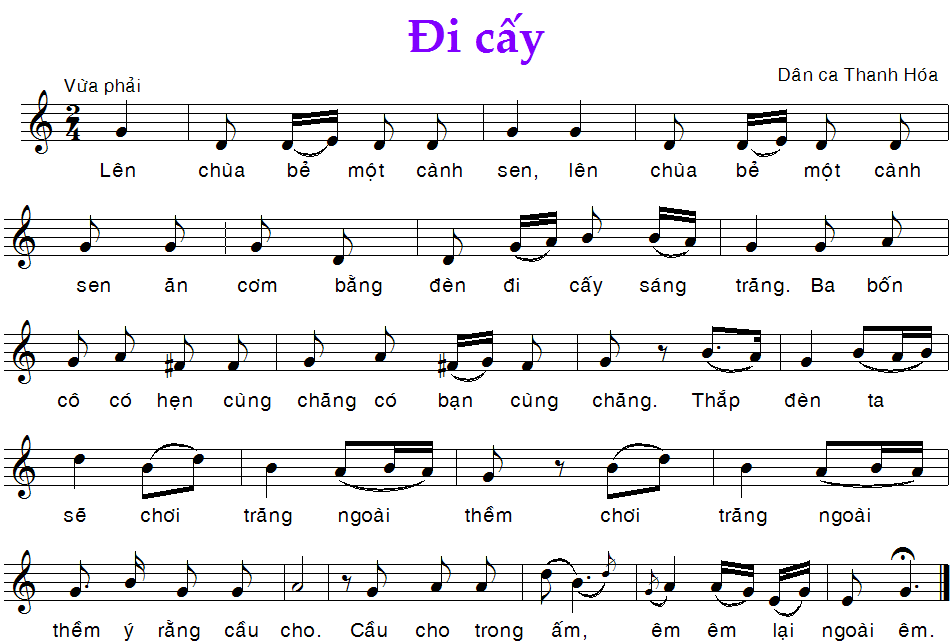 Đi cấy
Dân ca Thanh Hóa
Vừa phải
2
4
Lên chùa bẻ một cành sen, lên chùa bẻ một cành
sen ăn cơm bằng đèn đi cấy sáng trăng. Ba bốn
cô có hẹn cùng chăng có bạn cùng chăng. Thắp đèn ta
sẽ chơi trăng ngoài thềm chơi trăng ngoài
thềm ý rằng cầu cho. Cầu cho trong ấm, êm êm lại ngoài êm.